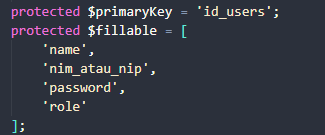 protected $primaryKey = 'id_users';
protected $fillable = [
    'name',
    'nim_atau_nip',
    'password',
    'role'
];